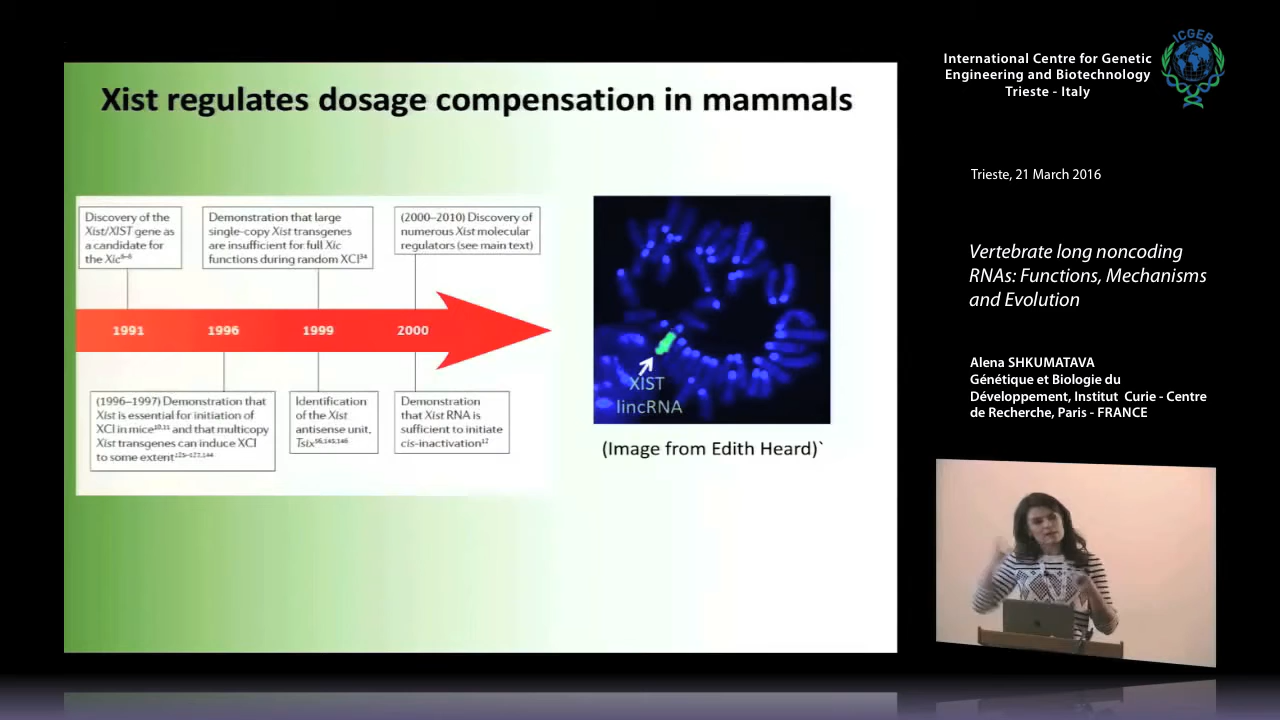 Xist regulates dosage compensation in mammals
Discovery of the
Xist/XIST gene as
a candidate for
the Xic
Demonstration that large
single-copy Xist transgenes
are insufficient for full Xic
functions during random XCI³⁴
(2000–2010) Discovery of
numerous Xist molecular
regulators (see main text)
1991
1996
1999
2000
(1996–1997) Demonstration that
Xist is essential for initiation of
XCI in mice and that multicopy
Xist transgenes can induce XCI
to some extent
Identification
of the Xist
antisense unit,
Tsix
Demonstration
that Xist RNA is
sufficient to initiate
cis-inactivation¹⁷
XIST
lincRNA
(Image from Edith Heard)`
International Centre for Genetic
Engineering and Biotechnology
Trieste - Italy
ICGEB
Trieste, 21 March 2016
Vertebrate long noncoding
RNAs: Functions, Mechanisms
and Evolution
Alena SHKUMATAVA
Génétique et Biologie du
Développement, Institut Curie - Centre
de Recherche, Paris - FRANCE